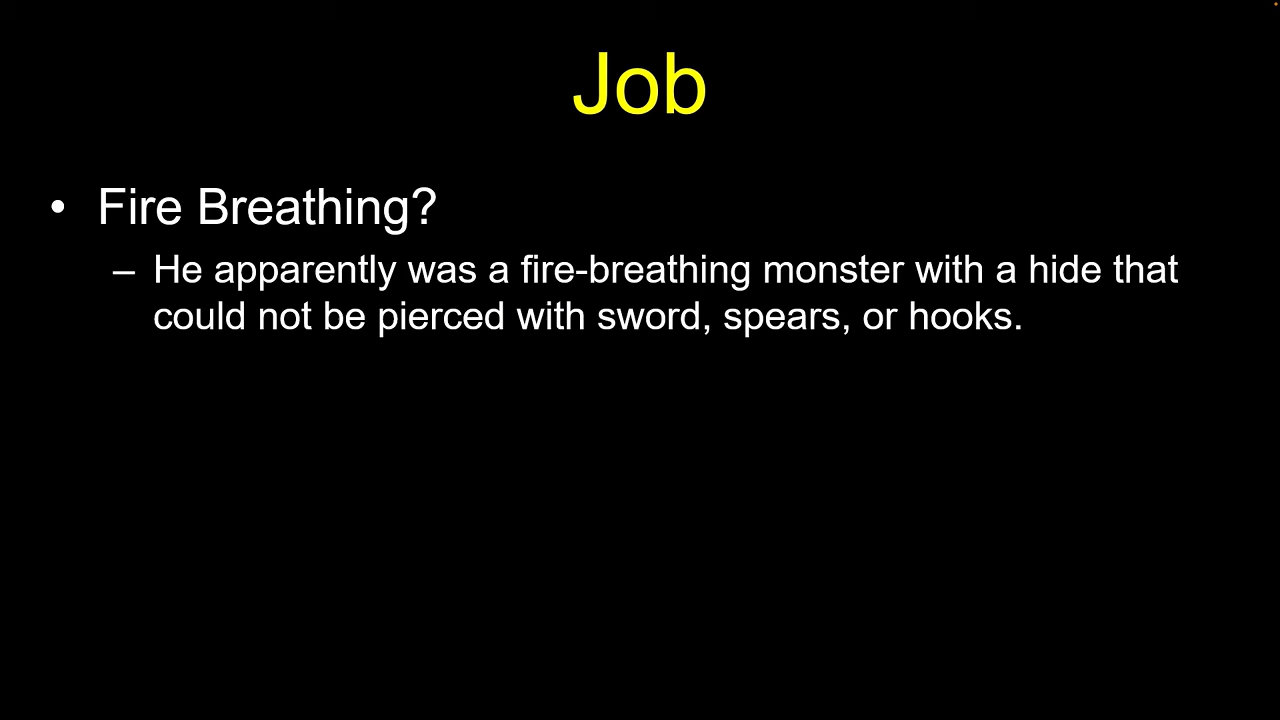 Job
• Fire Breathing?
– He apparently was a fire-breathing monster with a hide that
could not be pierced with sword, spears, or hooks.